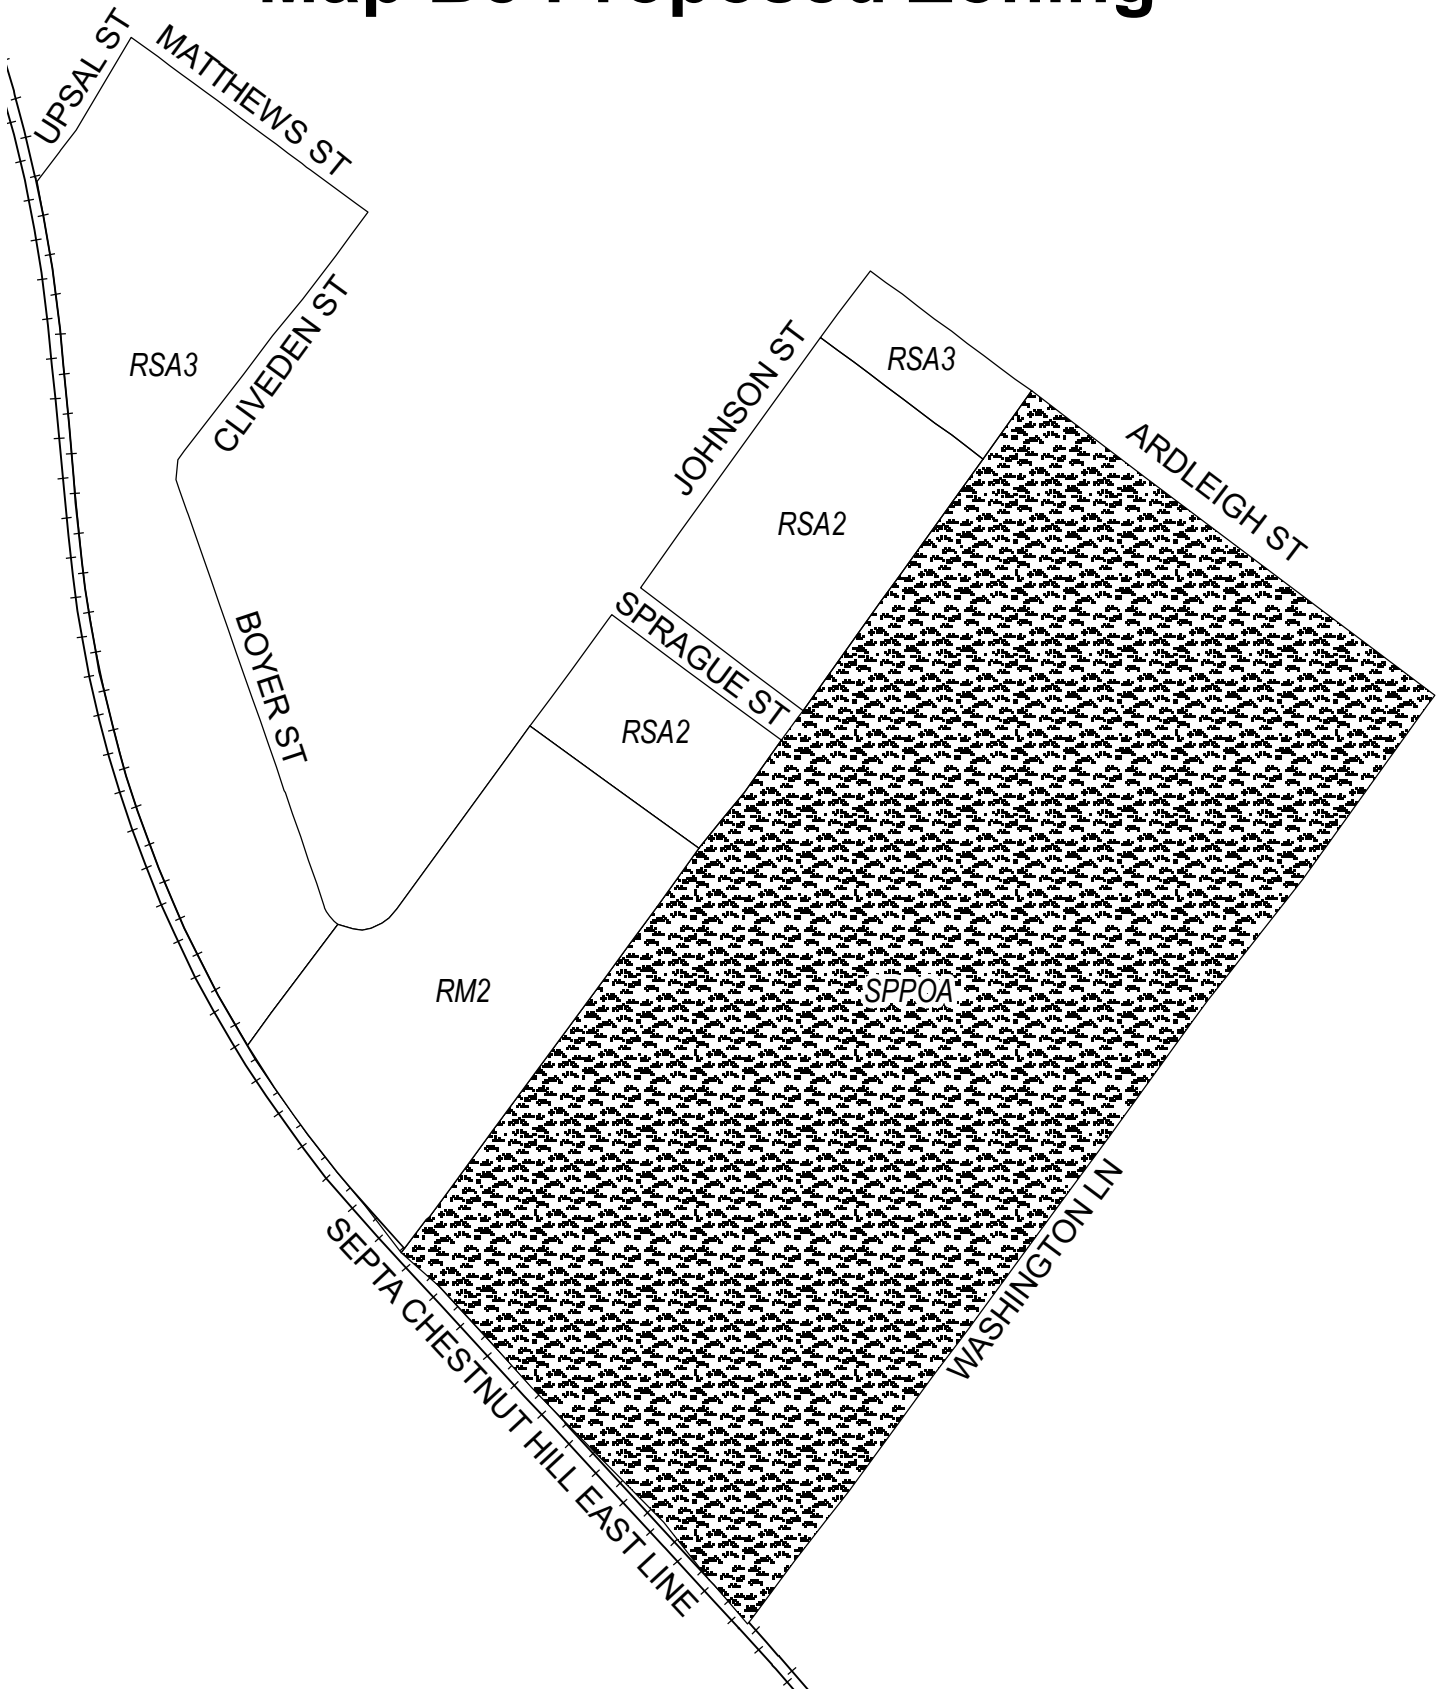 Map Proposed Zoning
UPSAL ST
MATTHEWS ST
RSA3
CLIVEDEN ST
JOHNSON ST
RSA3
ARDLEIGH ST
RSA2
SPRAGUE ST
BOYER ST
RSA2
RM2
SPPOA
WASHINGTON LN
SEPTA CHESTNUT HILL EAST LINE